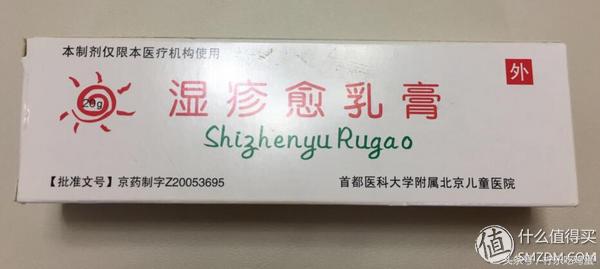 本制剂仅限本医疗机构使用
外
20g
湿疹愈乳膏
Shizhenyu Rugao
【批准文号】京药制字Z20053695
首都医科大学附属北京儿童医院
值 什么值得买
SMZDM.COM